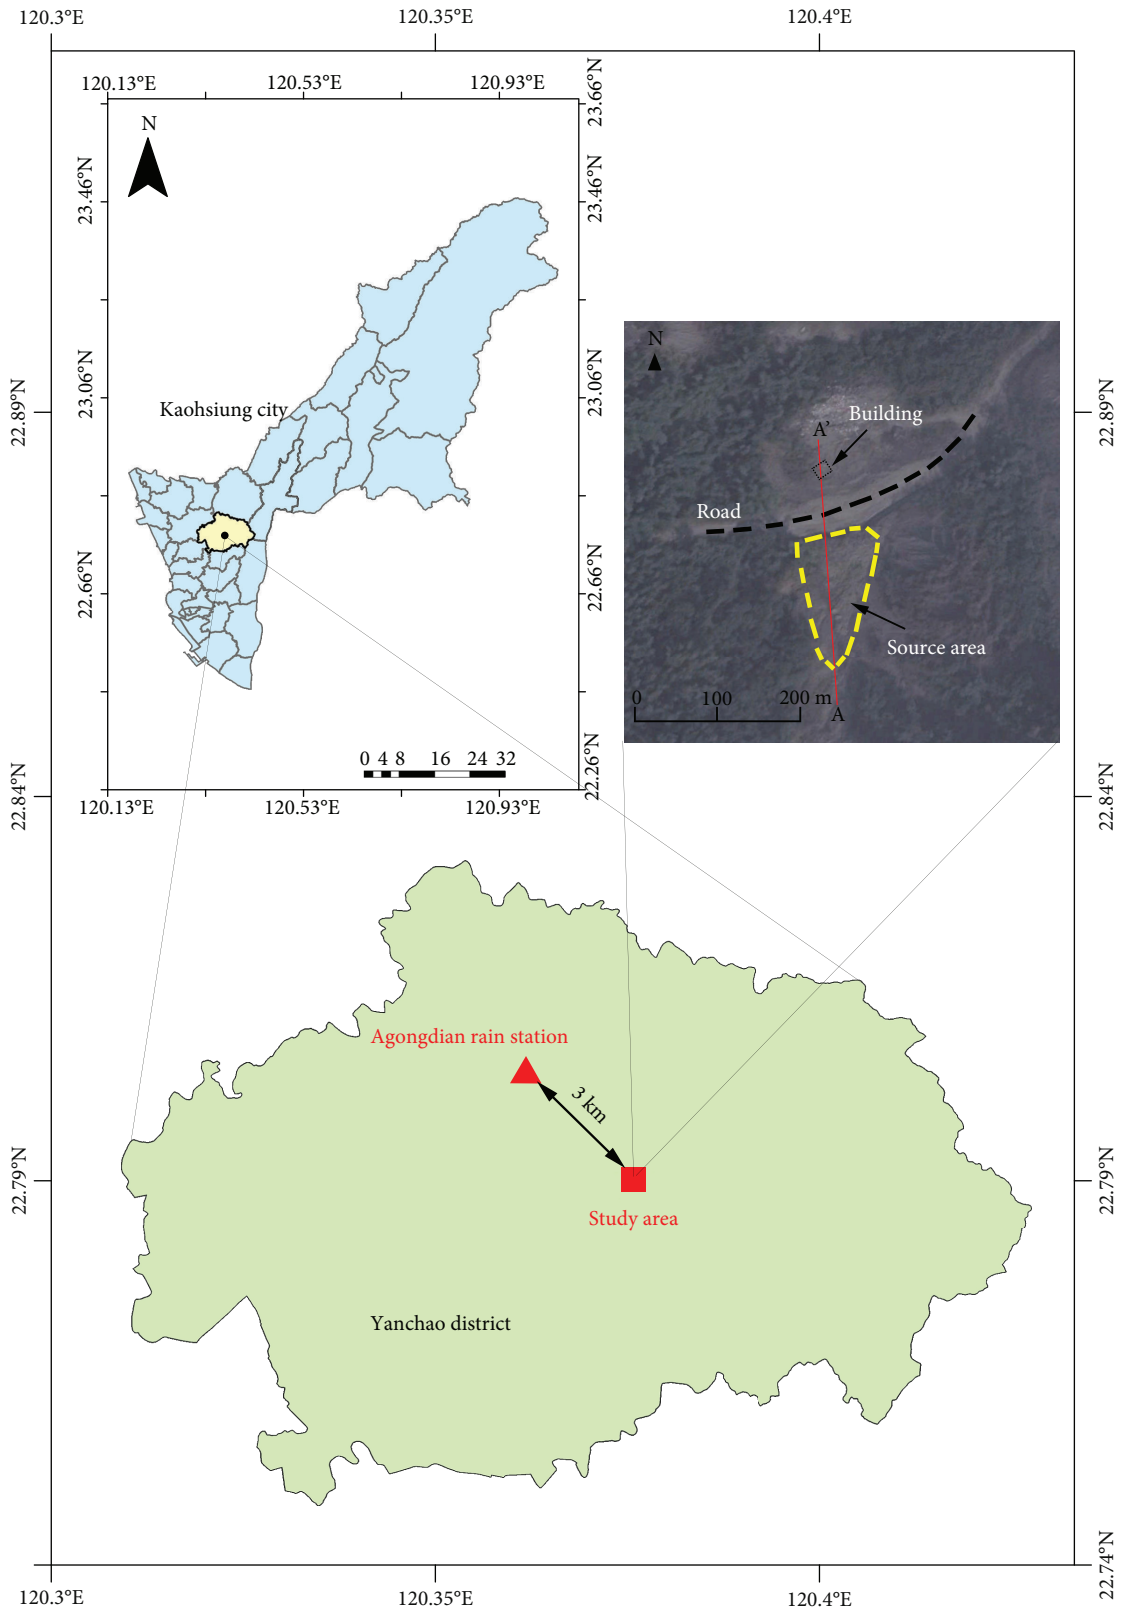 120.3°E
120.35°E
120.4°E
120.13°E
120.53°E
120.93°E
23.66°N
N
23.46°N
23.46°N
23.06°N
23.06°N
Kaohsiung city
22.89°N
22.89°N
22.66°N
22.66°N
22.26°N
0 4 8 16 24 32
120.13°E
120.53°E
120.93°E
N
Building
A'
Road
Source area
0 100 200 m
A
22.84°N
22.84°N
Agongdian rain station
3 km
22.79°N
22.79°N
Study area
Yanchao district
22.74°N
120.3°E
120.35°E
120.4°E